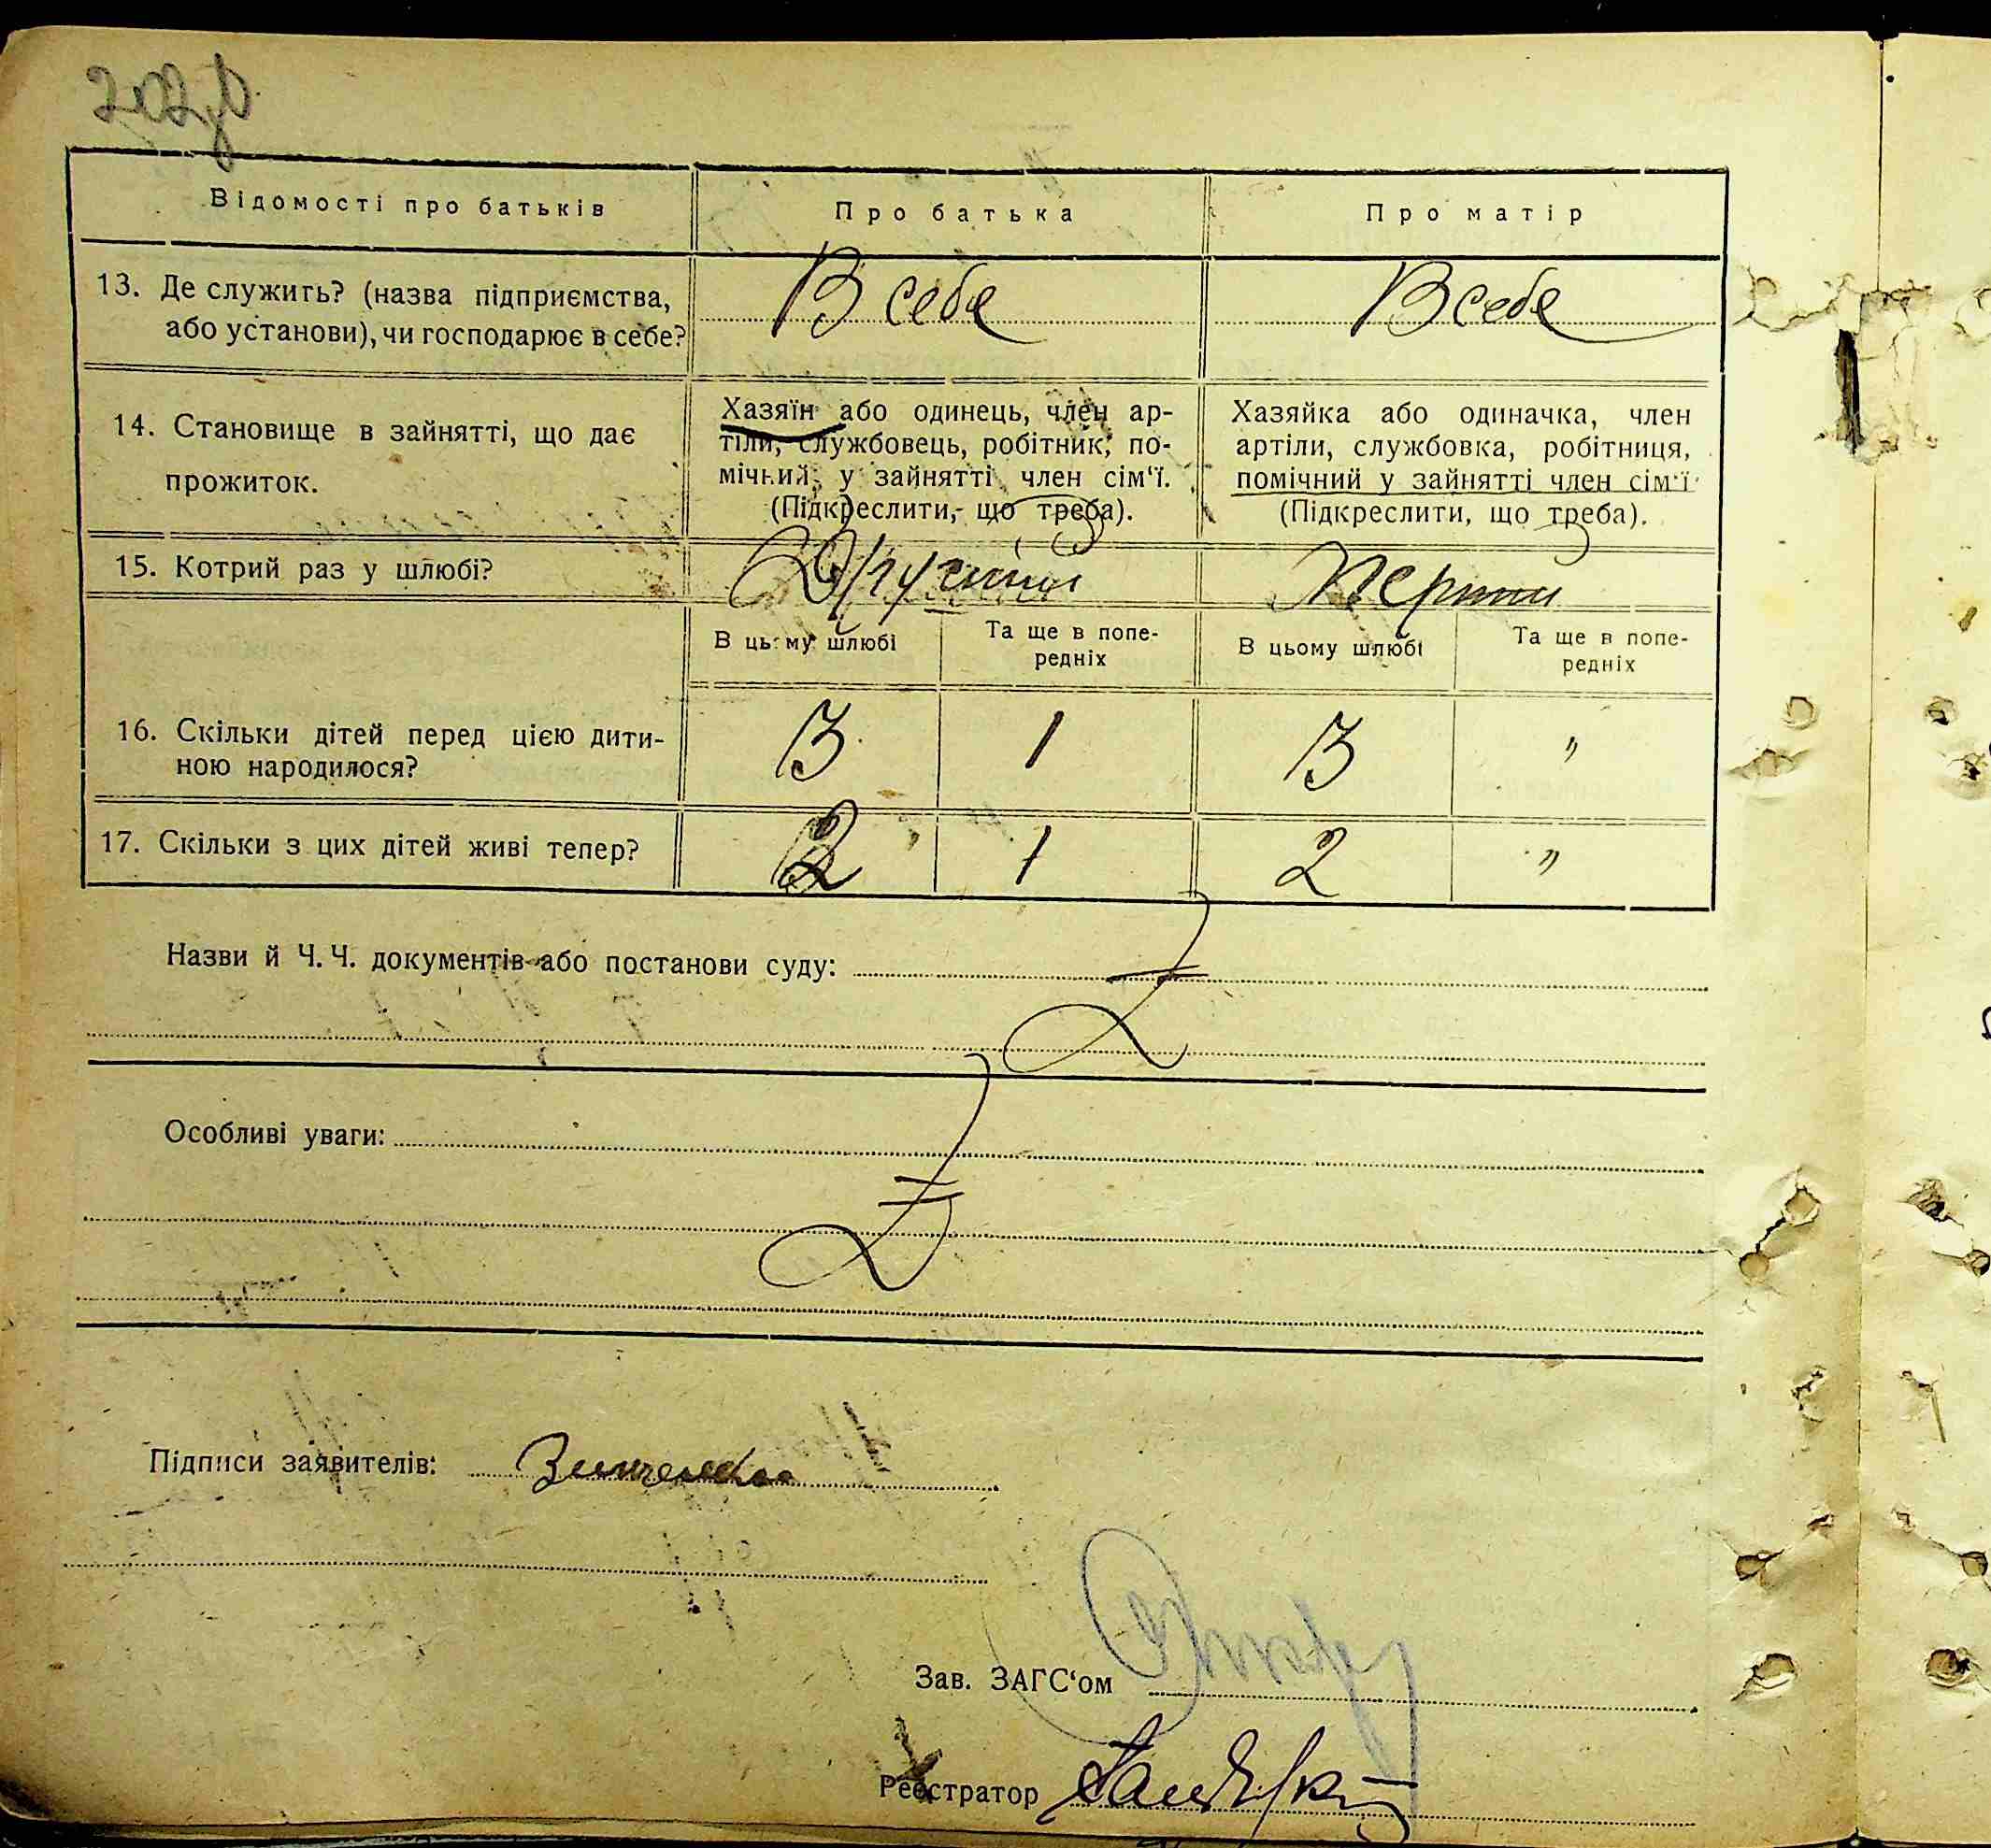 Відомості про батьків Про батька Про матір
13. Де служить? (назва підприємства, або установи), чи господарює в себе? В себе В себе
14. Становище в зайнятті, що дає прожиток.
Хазяїн або одинець, член ар-
тіли, службовець, робітник, по-
мічний у зайнятті член сім'ї.
(Підкреслити, що треба).
Хазяйка або одиначка, член
артіли, службовка, робітниця,
помічний у зайнятті член сім'ї
(Підкреслити, що треба).
15. Котрий раз у шлюбі?
В цьому шлюбі Та ще в попе-
редніх
В цьому шлюбі Та ще в попе-
редніх
16. Скільки дітей перед цією дити-
ною народилося? 3 1 3 "
17. Скільки з цих дітей живі тепер? 2 1 2 "
Назви й Ч.Ч. документів або постанови суду:
Особливі уваги:
Підписи заявителів:
Зав. ЗАГС'ом
Реєстратор